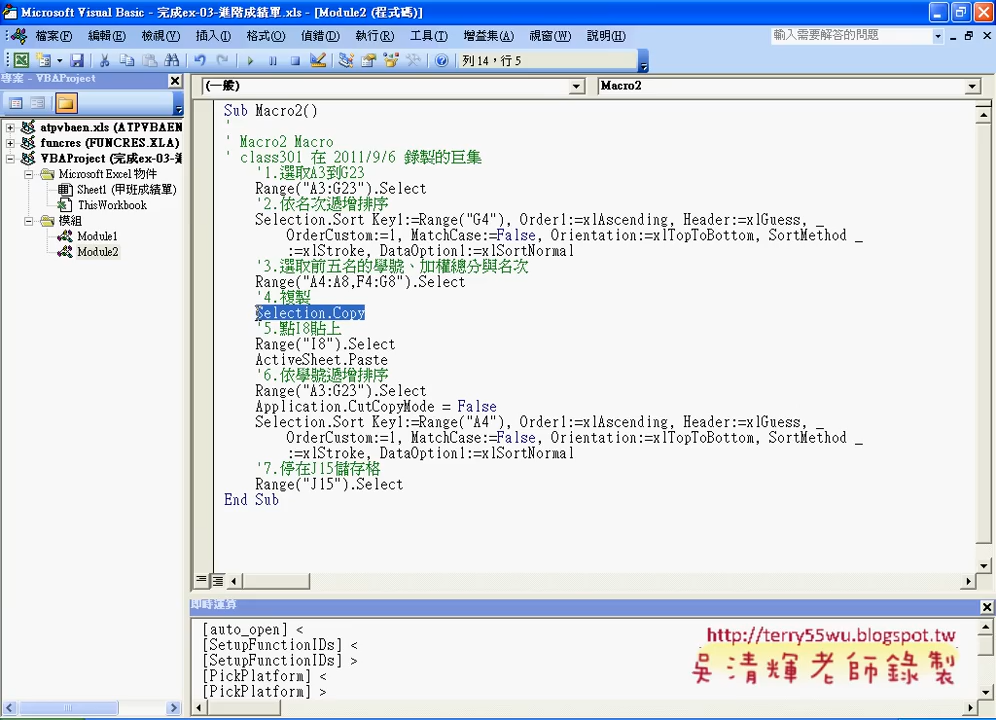 Microsoft Visual Basic - 完成ex-03-進階成績單.xls - [Module2 (程式碼)]
檔案(F) 編輯(E) 檢視(V) 插入(I) 格式(O) 偵錯(D) 執行(R) 工具(T) 增益集(A) 視窗(W) 說明(H) 輸入需要解答的問題
列 14，行 5
專案 - VBAProject
atpvbaen.xls (ATPVBAEN
funcres (FUNCRES.XLA)
VBAProject (完成ex-03-進
Microsoft Excel 物件
Sheet1 (甲班成績單)
ThisWorkbook
模組
Module1
Module2
(一般) Macro2
Sub Macro2()
'
' Macro2 Macro
' class301 在 2011/9/6 錄製的巨集
'1.選取A3到G23
Range("A3:G23").Select
'2.依名次遞增排序
Selection.Sort Key1:=Range("G4"), Order1:=xlAscending, Header:=xlGuess, _
OrderCustom:=1, MatchCase:=False, Orientation:=xlTopToBottom, SortMethod _
:=xlStroke, DataOption1:=xlSortNormal
'3.選取前五名的學號、加權總分與名次
Range("A4:A8,F4:G8").Select
'4.複製
Selection.Copy
'5.點I8貼上
Range("I8").Select
ActiveSheet.Paste
'6.依學號遞增排序
Range("A3:G23").Select
Application.CutCopyMode = False
Selection.Sort Key1:=Range("A4"), Order1:=xlAscending, Header:=xlGuess, _
OrderCustom:=1, MatchCase:=False, Orientation:=xlTopToBottom, SortMethod _
:=xlStroke, DataOption1:=xlSortNormal
'7.停在J15儲存格
Range("J15").Select
End Sub
即時運算
[auto_open] <
[SetupFunctionIDs] <
[SetupFunctionIDs] >
[PickPlatform] <
[PickPlatform] >
http://terry55wu.blogspot.tw
吳清輝老師錄製